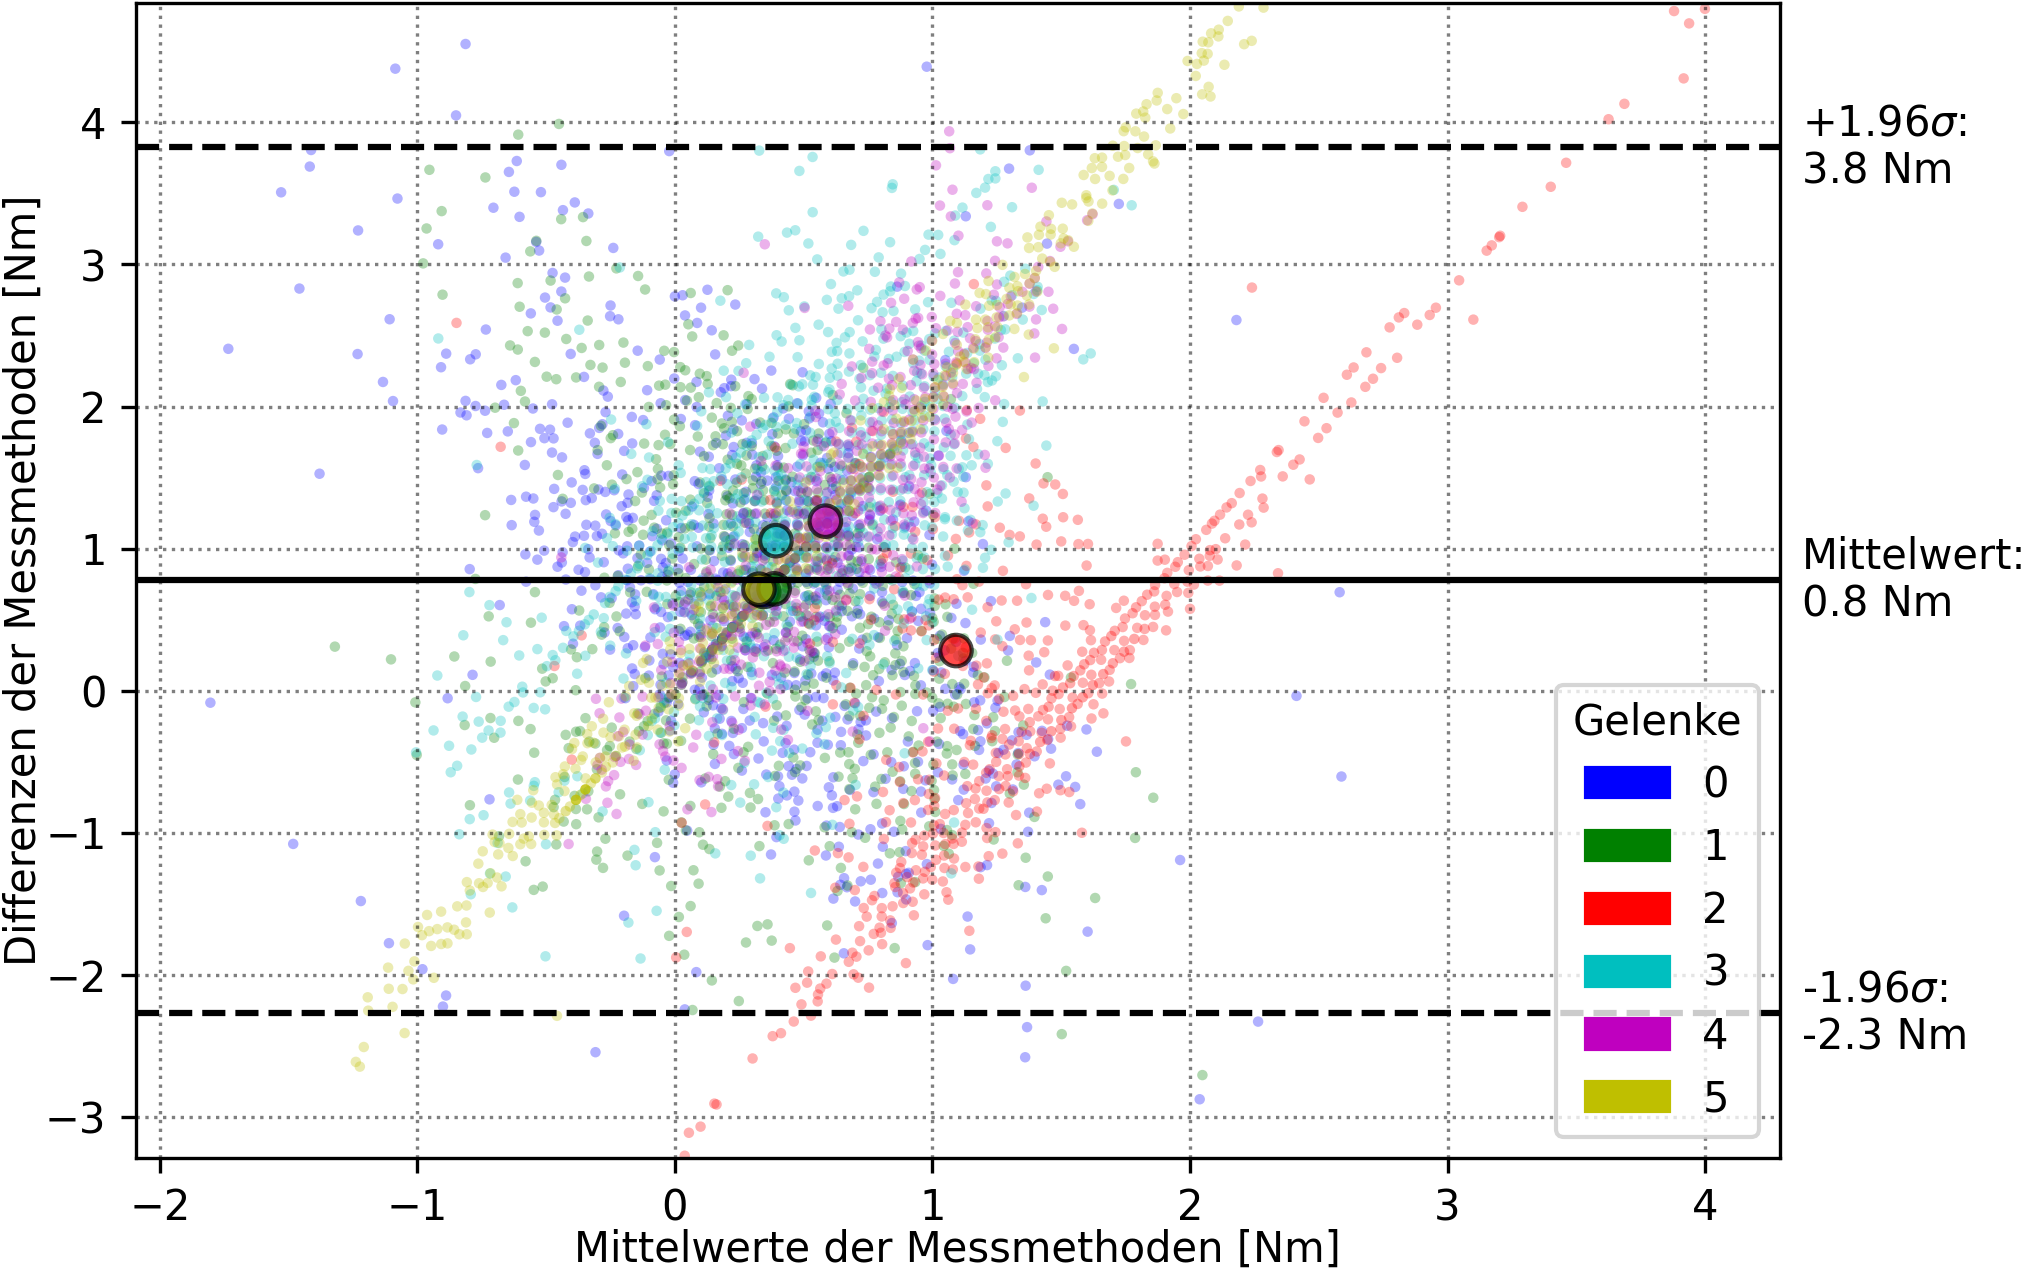 Differenzen der Messmethoden [Nm]
4
3
2
1
0
−1
−2
−3
−2
−1
0
1
2
3
4
Mittelwerte der Messmethoden [Nm]
+1.96σ:
3.8 Nm
Mittelwert:
0.8 Nm
-1.96σ:
-2.3 Nm
Gelenke
0
1
2
3
4
5